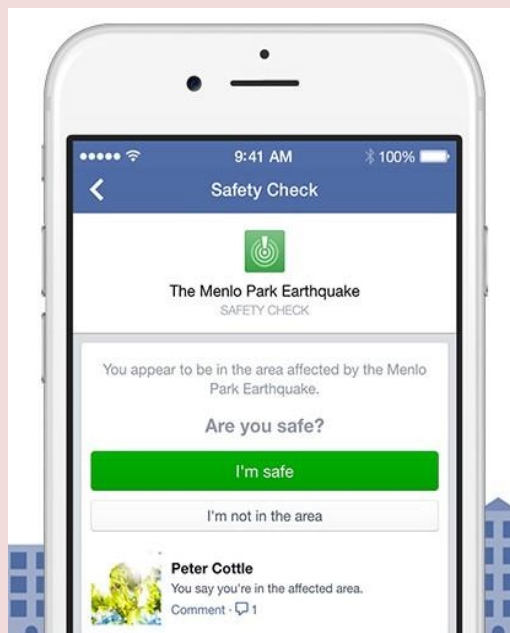 9:41 AM
100%
Safety Check
The Menlo Park Earthquake
SAFETY CHECK
You appear to be in the area affected by the Menlo
Park Earthquake.
Are you safe?
I'm safe
I'm not in the area
Peter Cottle
You say you're in the affected area.
Comment · 1